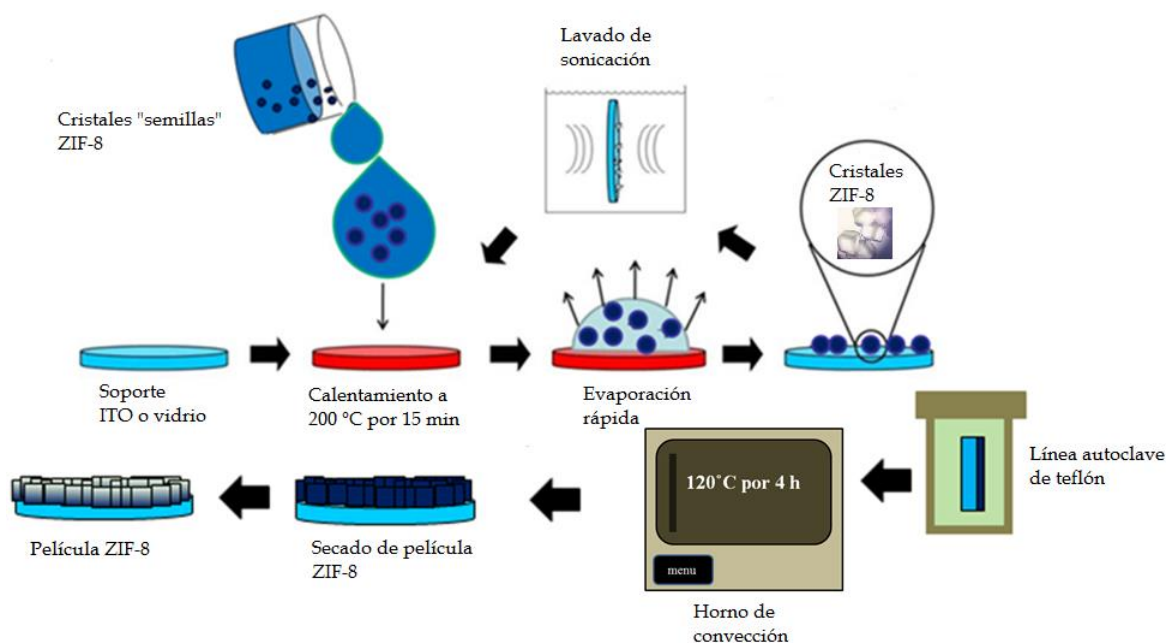 Lavado de
sonicación
Cristales "semillas"
ZIF-8
Cristales
ZIF-8
Soporte
ITO o vidrio
Calentamiento a
200 °C por 15 min
Evaporación
rápida
Línea autoclave
de teflón
120˚C por 4 h
menu
Horno de
convección
Secado de película
ZIF-8
Película ZIF-8